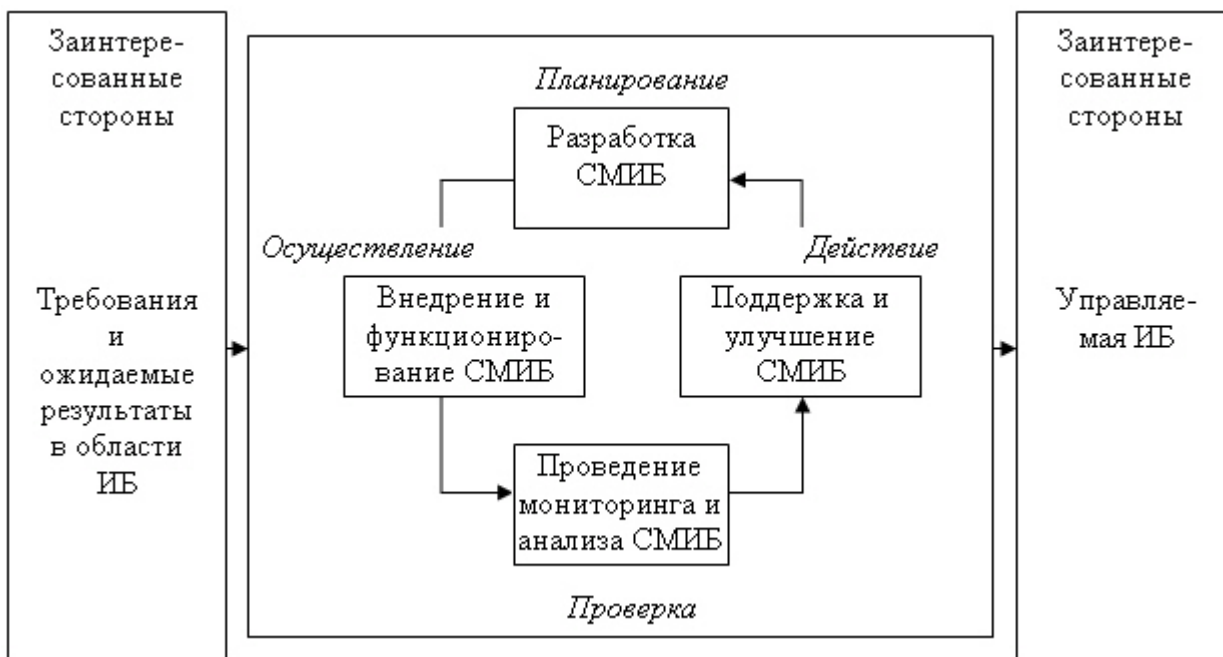 Заинтере-
сованные
стороны
Требования
и
ожидаемые
результаты
в области
ИБ
Планирование
Разработка
СМИБ
Осуществление
Действие
Внедрение и
функциониро-
вание СМИБ
Поддержка и
улучшение
СМИБ
Проведение
мониторинга и
анализа СМИБ
Проверка
Заинтере-
сованные
стороны
Управляе-
мая ИБ